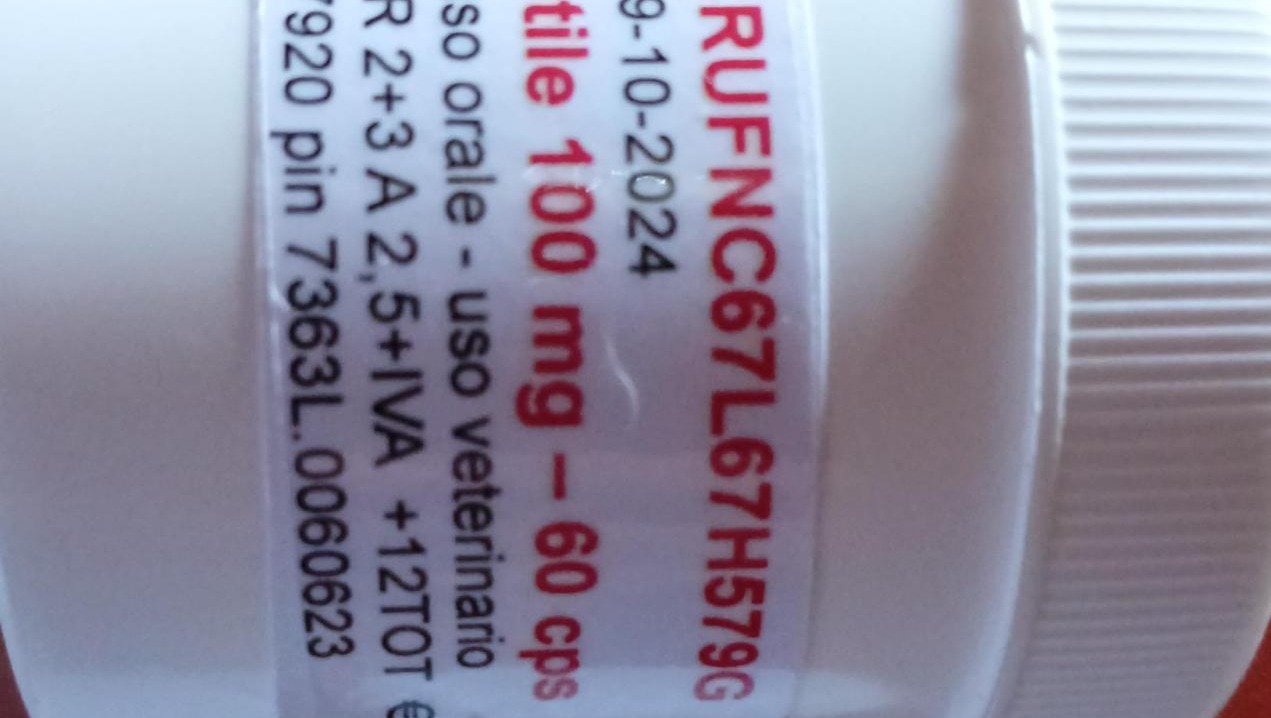 RUFNC67L67H579G
9-10-2024
tile 100 mg – 60 cps
so orale - uso veterinario
R 2+3 A 2,5+IVA +12TOT €
7920 pin 7363L.0060623